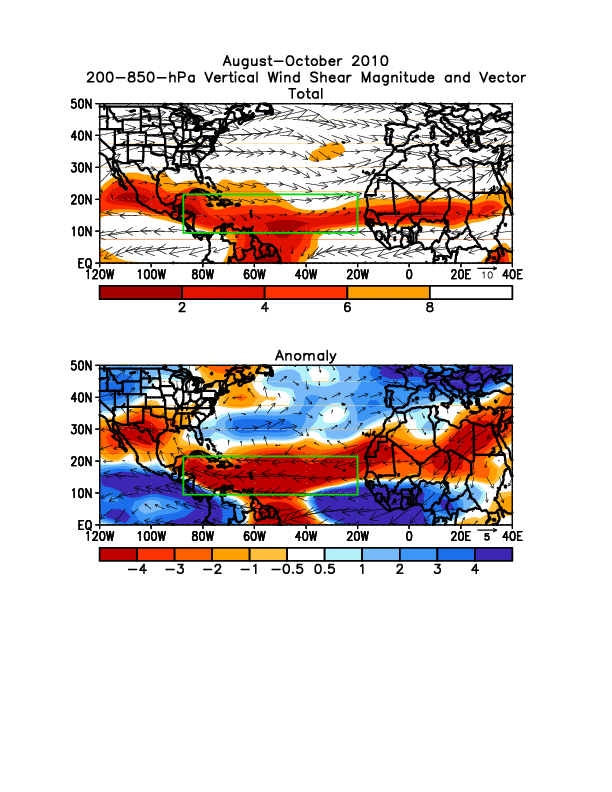 August-October 2010
200-850-hPa Vertical Wind Shear Magnitude and Vector
Total
50N
40N
30N
20N
10N
EQ
120W 100W 80W 60W 40W 20W 0 20E 40E
10
2 4 6 8
Anomaly
50N
40N
30N
20N
10N
EQ
120W 100W 80W 60W 40W 20W 0 20E 40E
5
-4 -3 -2 -1 -0.5 0.5 1 2 3 4